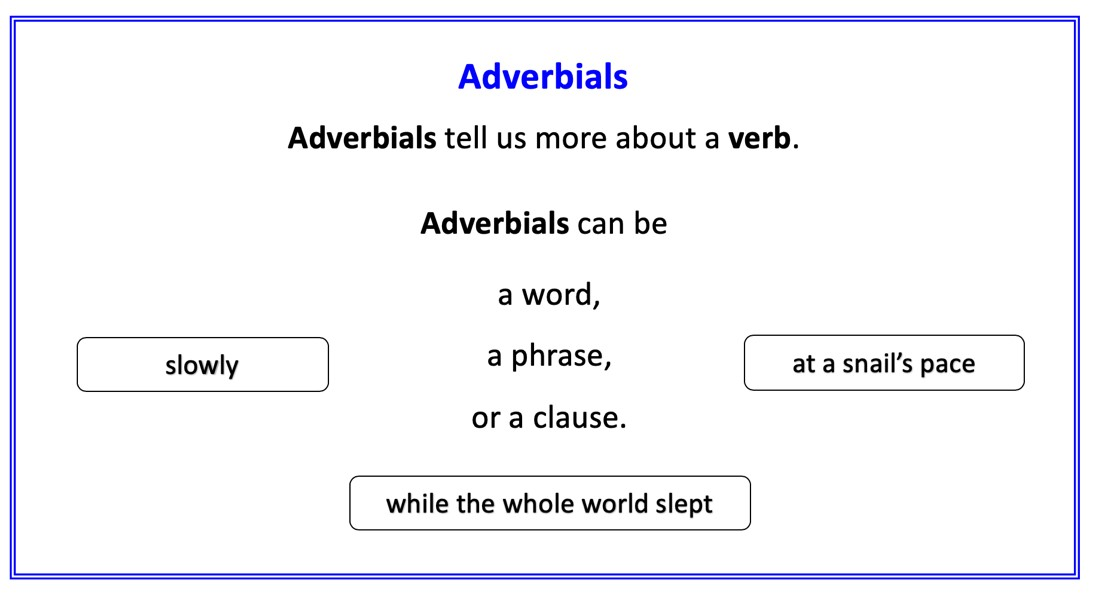 Adverbials
Adverbials tell us more about a verb.
Adverbials can be
a word,
a phrase,
or a clause.
slowly
at a snail’s pace
while the whole world slept